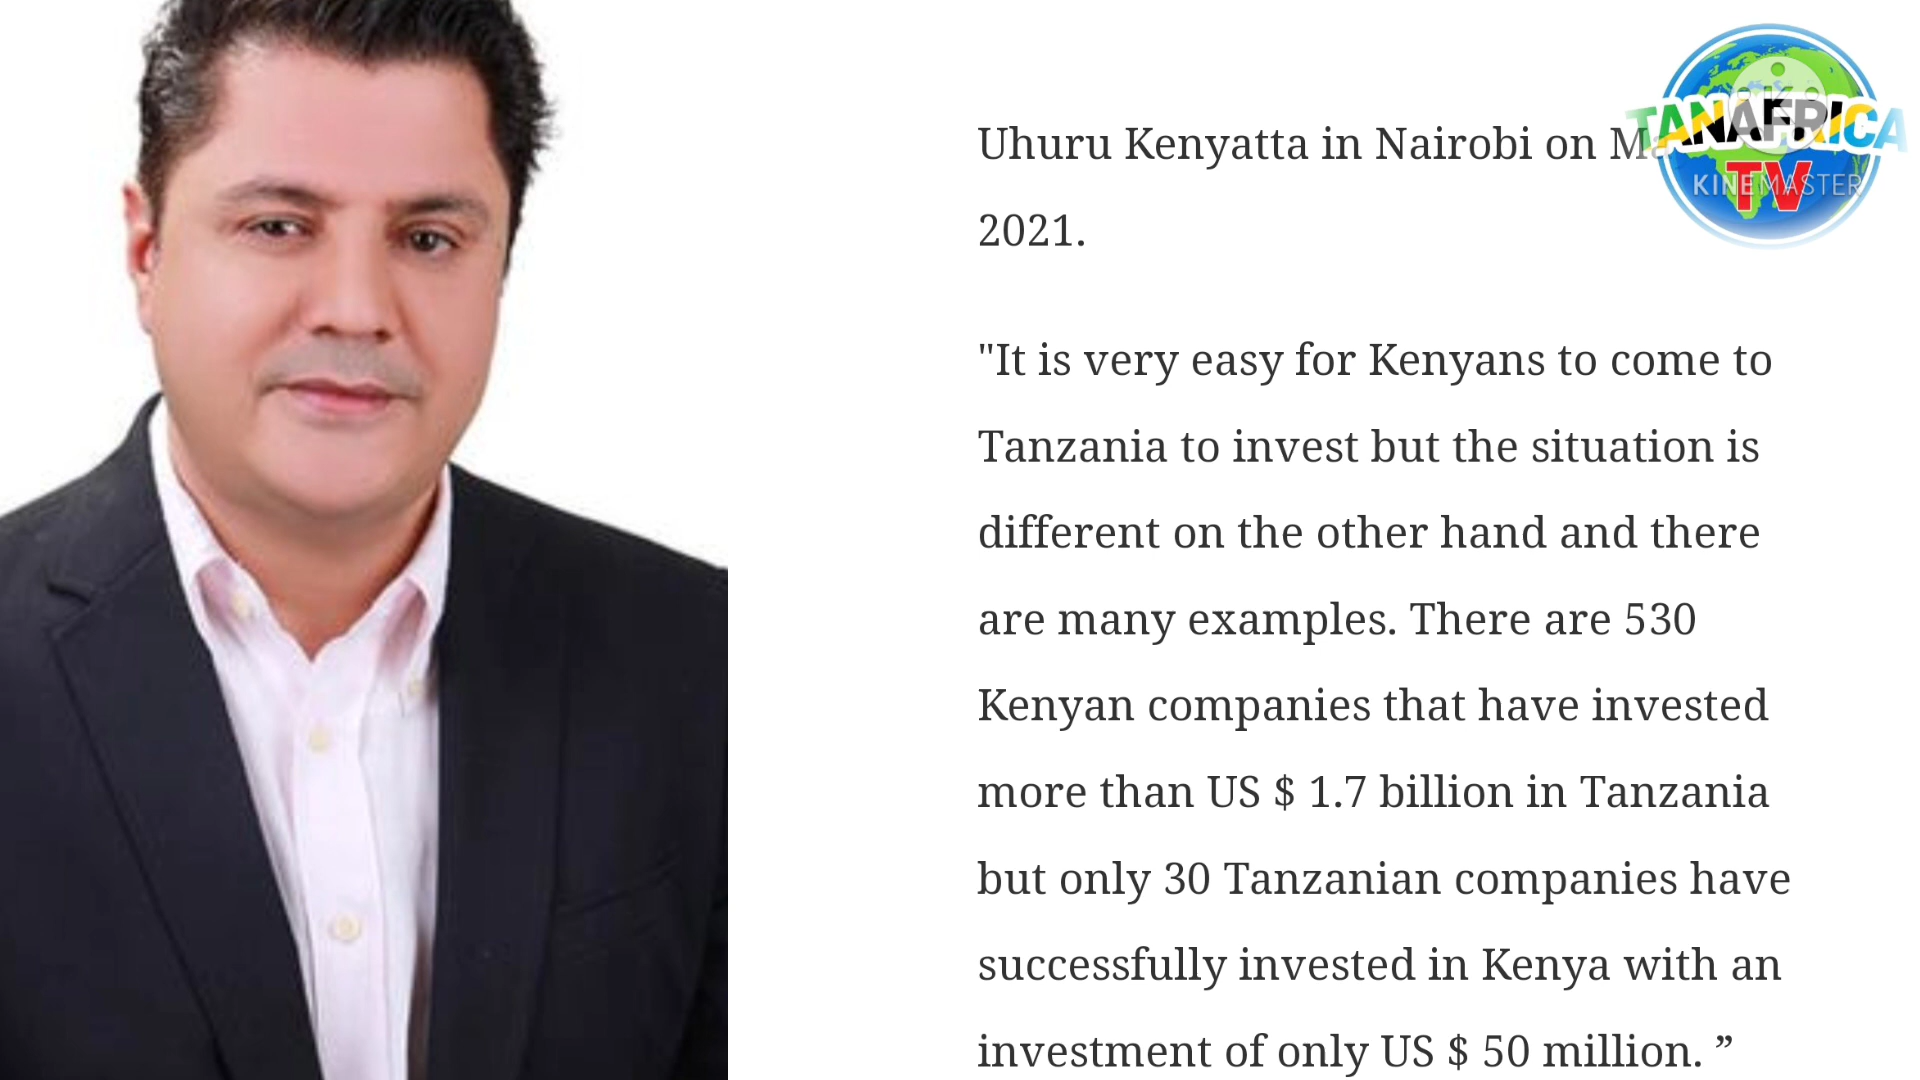 Uhuru Kenyatta in Nairobi on
2021.
"It is very easy for Kenyans to come to
Tanzania to invest but the situation is
different on the other hand and there
are many examples. There are 530
Kenyan companies that have invested
more than US $ 1.7 billion in Tanzania
but only 30 Tanzanian companies have
successfully invested in Kenya with an
investment of only US $ 50 million. ”
TANAFRICA
TV
KINEMASTER